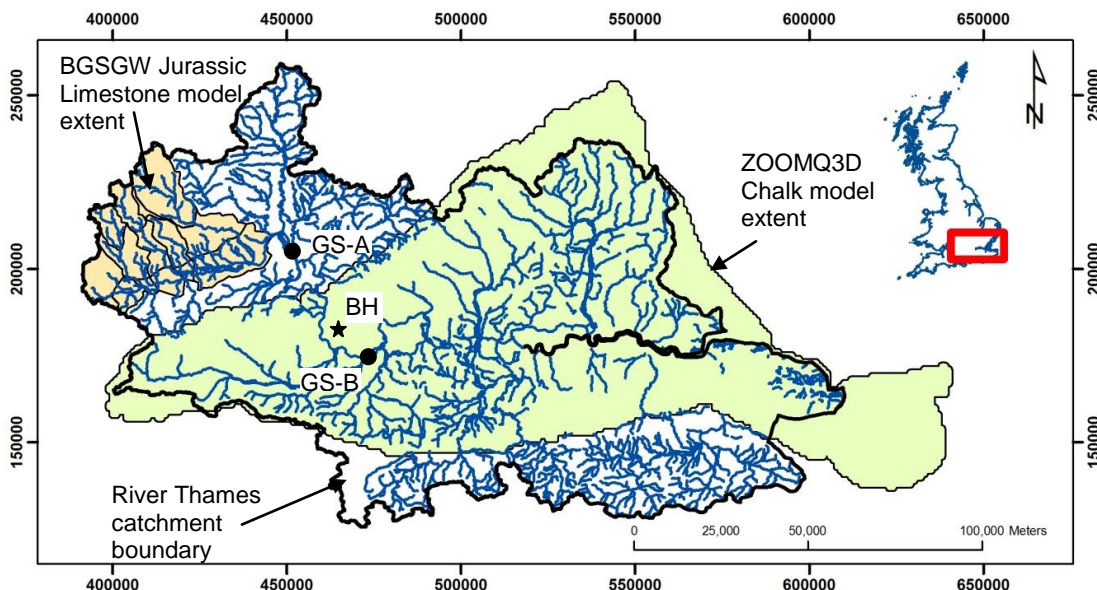 400000 450000 500000 550000 600000 650000
BGSGW Jurassic
Limestone model
extent
ZOOMQ3D
Chalk model
extent
N
250000
250000
200000
200000
150000
150000
GS-A
BH
GS-B
River Thames
catchment
boundary
0 25,000 50,000 100,000 Meters
400000 450000 500000 550000 600000 650000